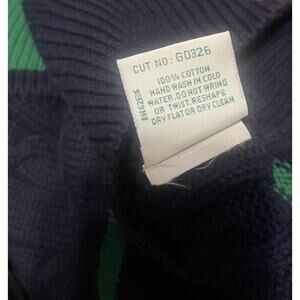 CUT NO: G0326
100% COTTON
HAND WASH IN COLD
WATER. DO NOT WRING
OR TWIST. RESHAPE
DRY FLAT OR DRY CLEAN